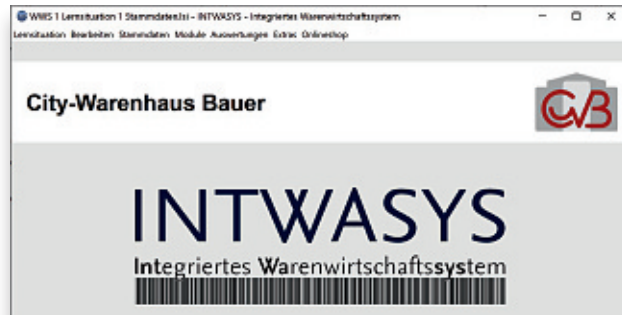 WWS 1 Lernsituation 1 Stammdaten.lsi - INTWASYS - Integriertes Warenwirtschaftssystem
Lernsituation Bearbeiten Stammdaten Module Auswertungen Extras Onlineshop
City-Warenhaus Bauer
CWB
INTWASYS
Integriertes Warenwirtschaftssystem